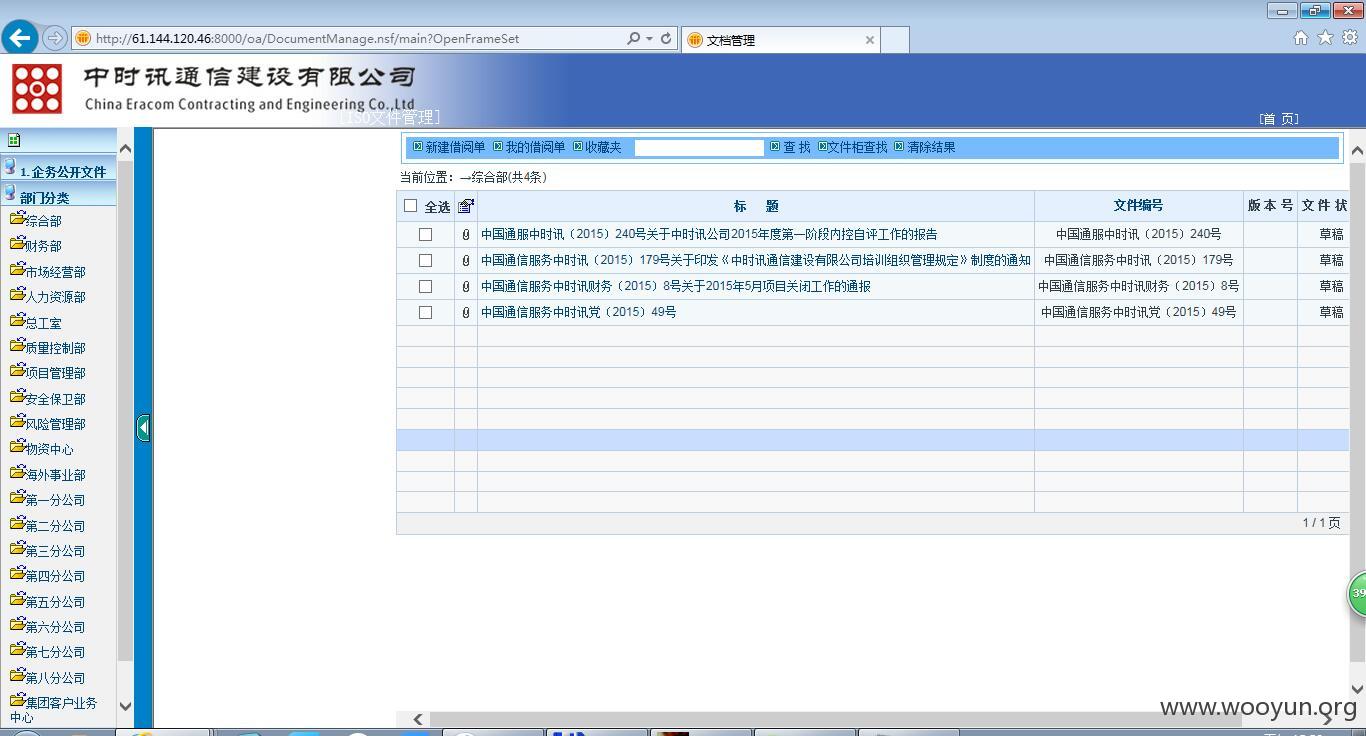 http://61.144.120.46:8000/oa/DocumentManage.nsf/main?OpenFrameSet
文档管理
中时讯通信建设有限公司
China Eracom Contracting and Engineering Co.,Ltd
[ISO文件管理]
[首 页]
新建借阅单 我的借阅单 收藏夹 查 找 文件柜查找 清除结果
当前位置：→综合部(共4条)
全选 标 题 文件编号 版 本 号 文 件 状
中国通服中时讯（2015）240号关于中时讯公司2015年度第一阶段内控自评工作的报告 中国通服中时讯（2015）240号 草稿
中国通信服务中时讯（2015）179号关于印发《中时讯通信建设有限公司培训组织管理规定》制度的通知 中国通信服务中时讯（2015）179号 草稿
中国通信服务中时讯财务（2015）8号关于2015年5月项目关闭工作的通报 中国通信服务中时讯财务（2015）8号 草稿
中国通信服务中时讯党（2015）49号 中国通信服务中时讯党（2015）49号 草稿
1 / 1 页
1.企务公开文件
部门分类
综合部
财务部
市场经营部
人力资源部
总工室
质量控制部
项目管理部
安全保卫部
风险管理部
物资中心
海外事业部
第一分公司
第二分公司
第三分公司
第四分公司
第五分公司
第六分公司
第七分公司
第八分公司
集团客户业务
中心
39
www.wooyun.org